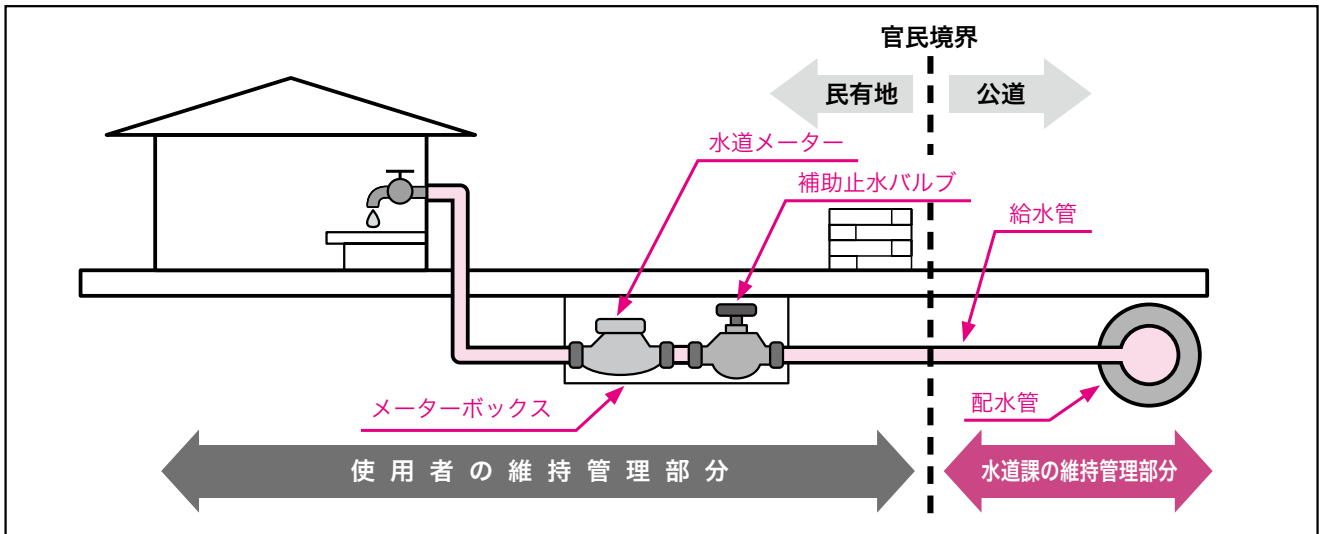 官民境界
民有地
公道
水道メーター
補助止水バルブ
給水管
メーターボックス
配水管
使用者の維持管理部分
水道課の維持管理部分